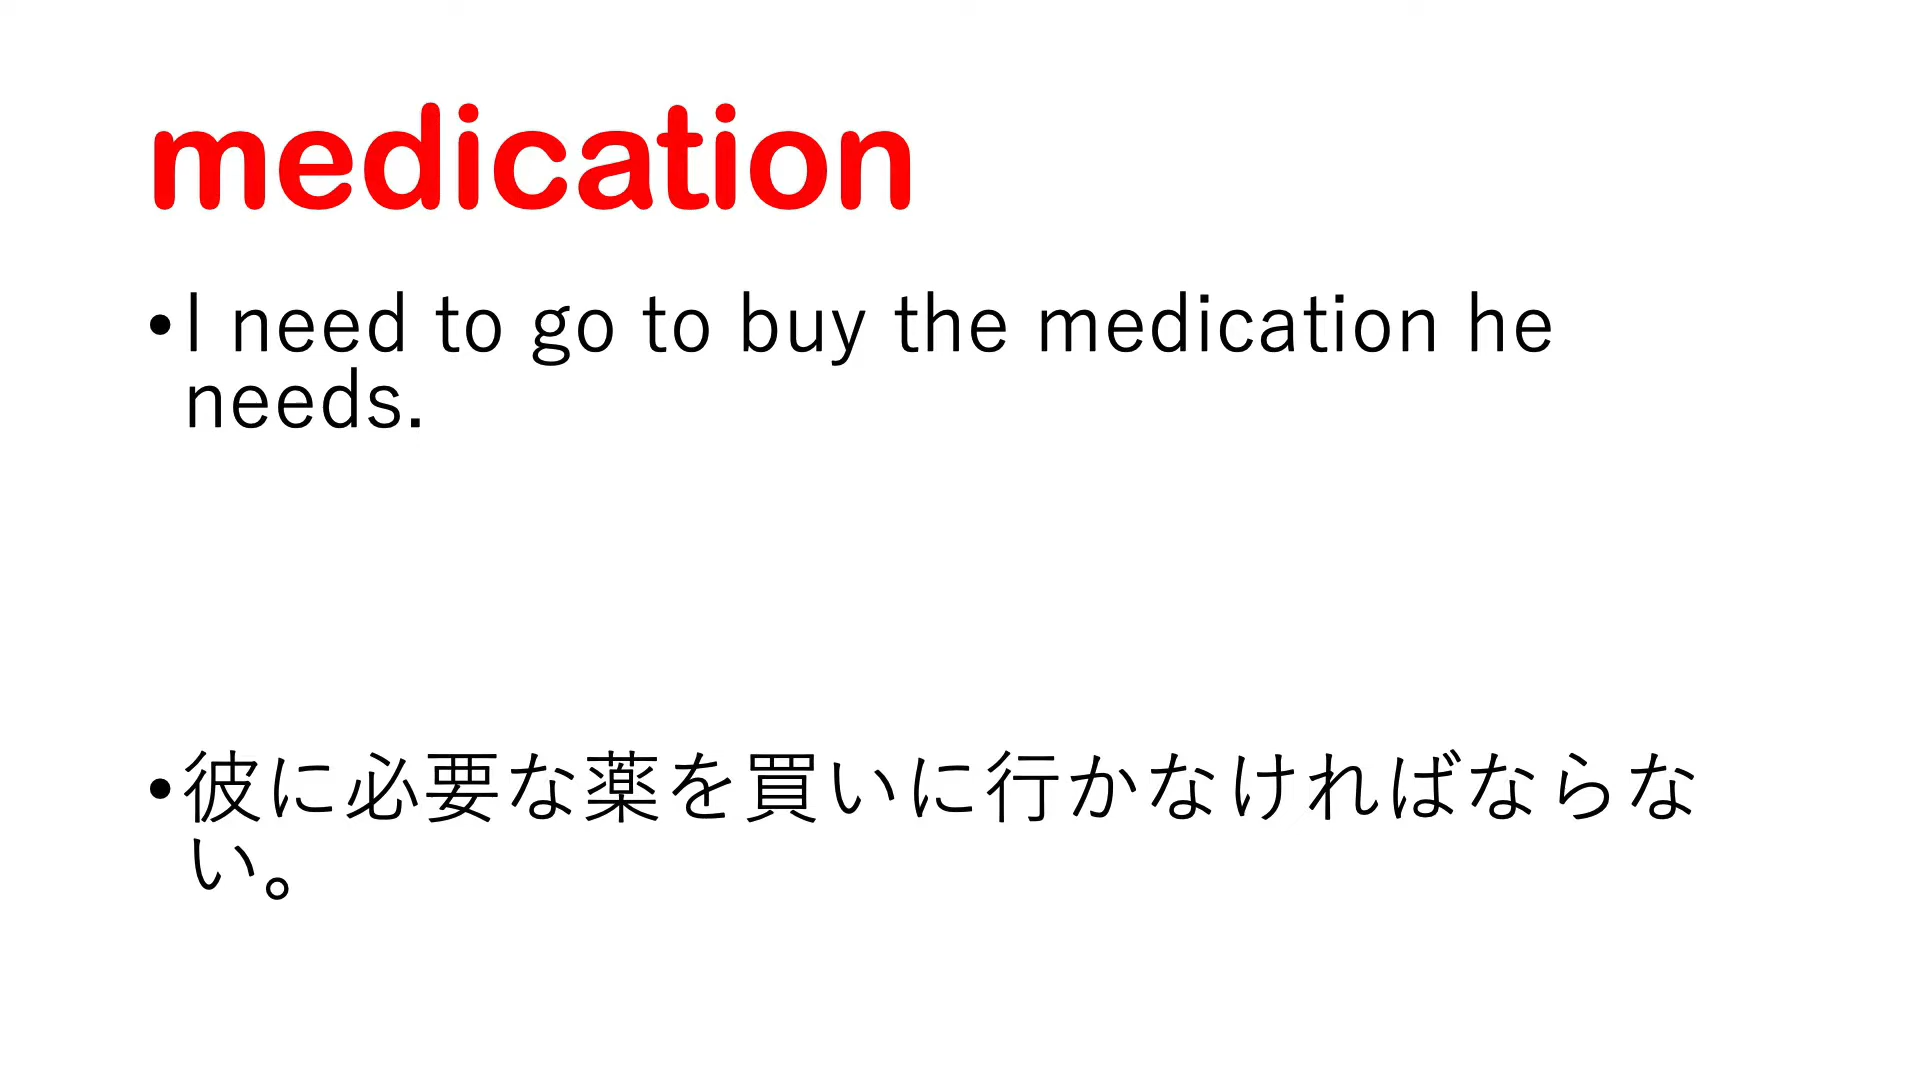 medication
•I need to go to buy the medication he
needs.
•彼に必要な薬を買いに行かなければならな
い。